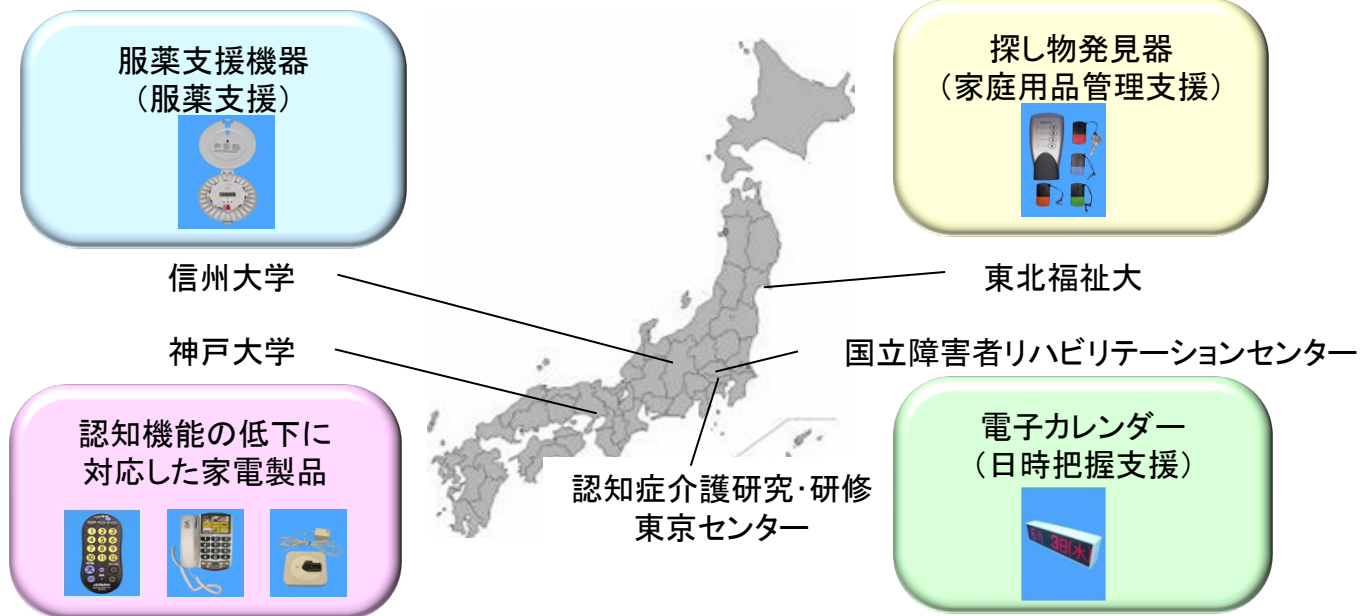 服薬支援機器
（服薬支援）
探し物発見器
（家庭用品管理支援）
信州大学
東北福祉大
神戸大学
国立障害者リハビリテーションセンター
認知機能の低下に
対応した家電製品
認知症介護研究・研修
東京センター
電子カレンダー
（日時把握支援）
6月 3日(水)